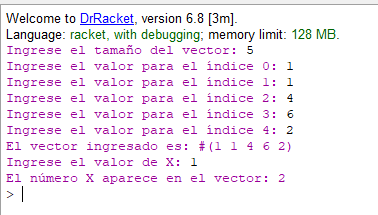 Welcome to DrRacket, version 6.8 [3m].
Language: racket, with debugging; memory limit: 128 MB.
Ingrese el tamaño del vector: 5
Ingrese el valor para el índice 0: 1
Ingrese el valor para el índice 1: 1
Ingrese el valor para el índice 2: 4
Ingrese el valor para el índice 3: 6
Ingrese el valor para el índice 4: 2
El vector ingresado es: #(1 1 4 6 2)
Ingrese el valor de X: 1
El número X aparece en el vector: 2
>